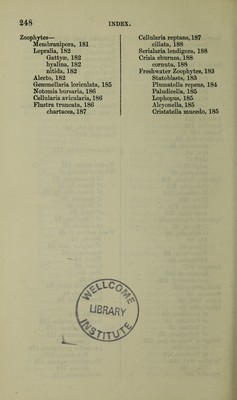 248 INDEX.
Zoophytes—
Membranipora, 181
Lepralia, 182
Gattyæ, 182
hyalina, 182
nitida, 182
Alecto, 182
Gemmellaria loriculata, 185
Notomia bursaria, 186
Cellularia avicularia, 186
Flustra truncata, 186
chartacea, 187
Cellularia reptans, 187
ciliata, 188
Serialaria lendigera, 188
Crisia eburnea, 188
cornuta, 188
Freshwater Zoophytes, 183
Statoblasts, 183
Plumatella repens, 184
Paludicella, 185
Lophopus, 185
Alcyonella, 185
Cristatella mucedo, 185
WELLCOME
LIBRARY
INSTITUTE